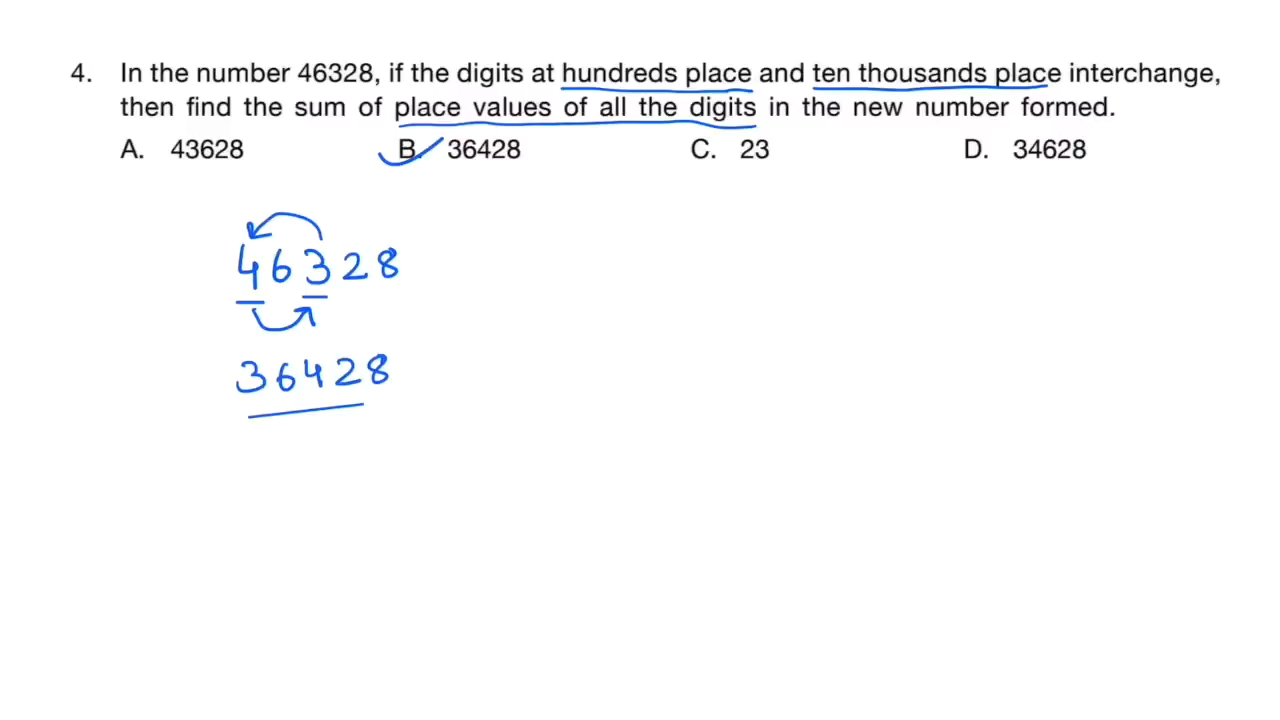 4. In the number 46328, if the digits at hundreds place and ten thousands place interchange,
then find the sum of place values of all the digits in the new number formed.
A. 43628 B. 36428 C. 23 D. 34628
46328
36428